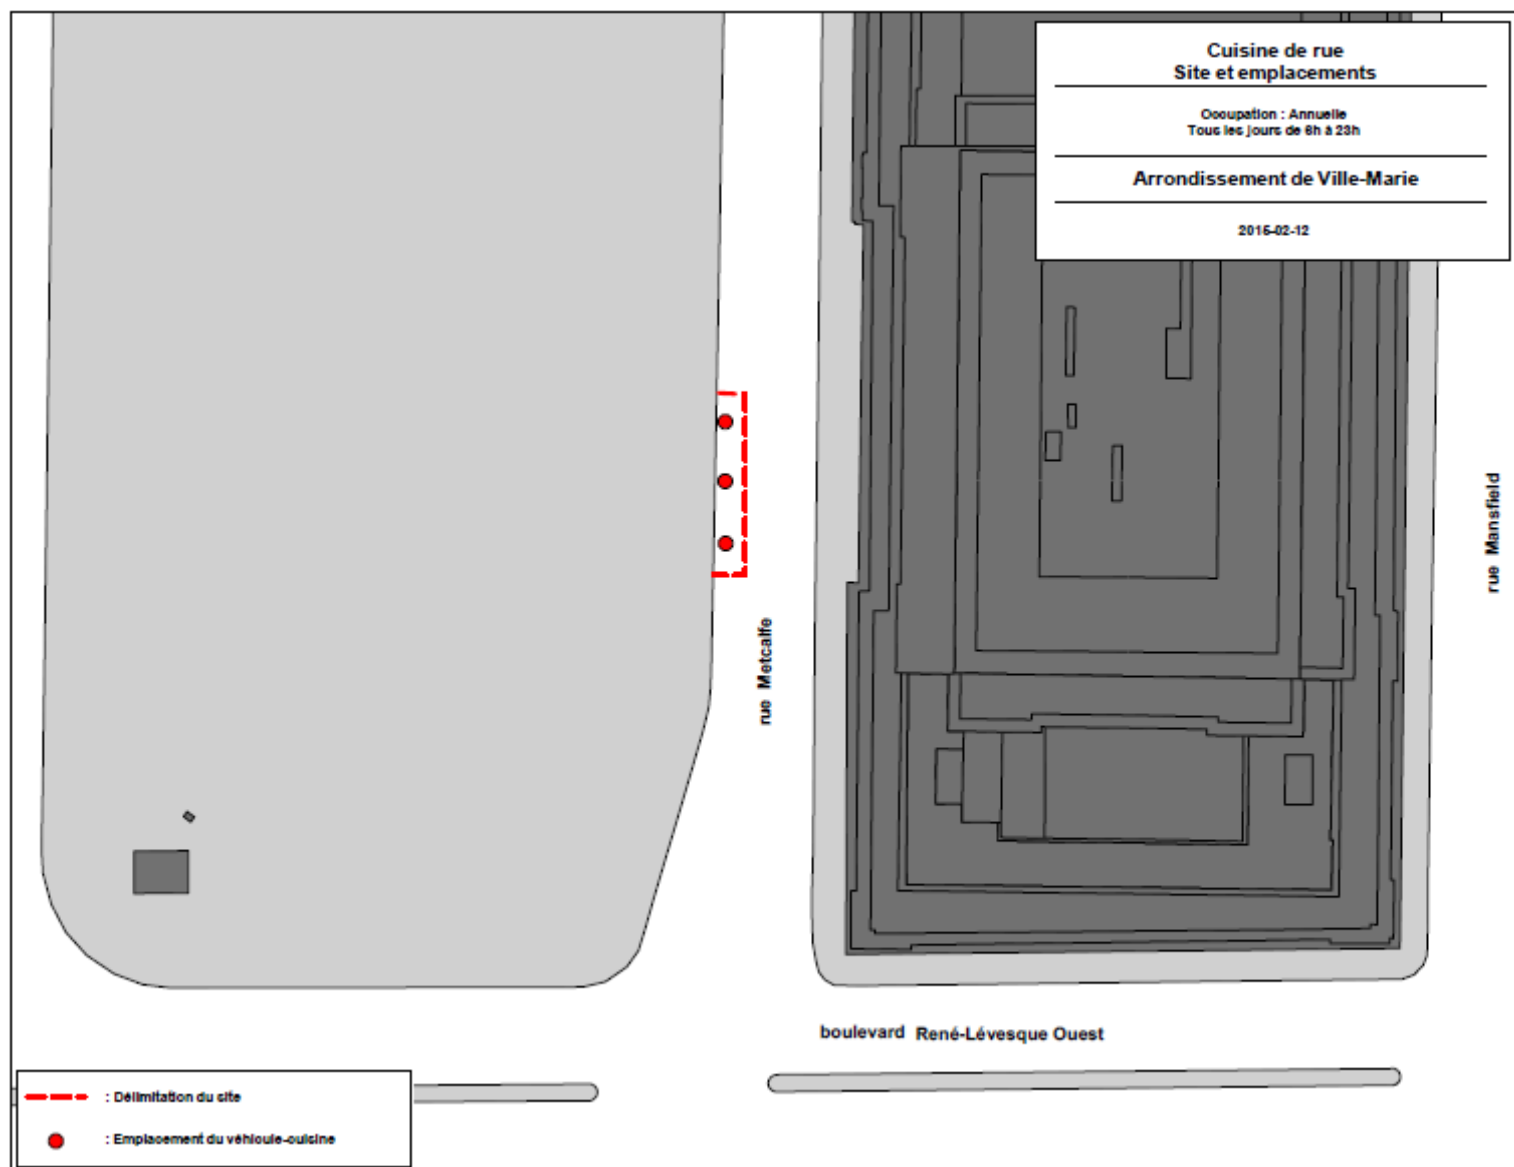 Cuisine de rue
Site et emplacements
Occupation : Annuelle
Tous les jours de 6h à 23h
Arrondissement de Ville-Marie
2015-02-12
rue Mansfield
rue Metcalfe
boulevard René-Lévesque Ouest
: Délimitation du site
: Emplacement du véhicule-cuisine